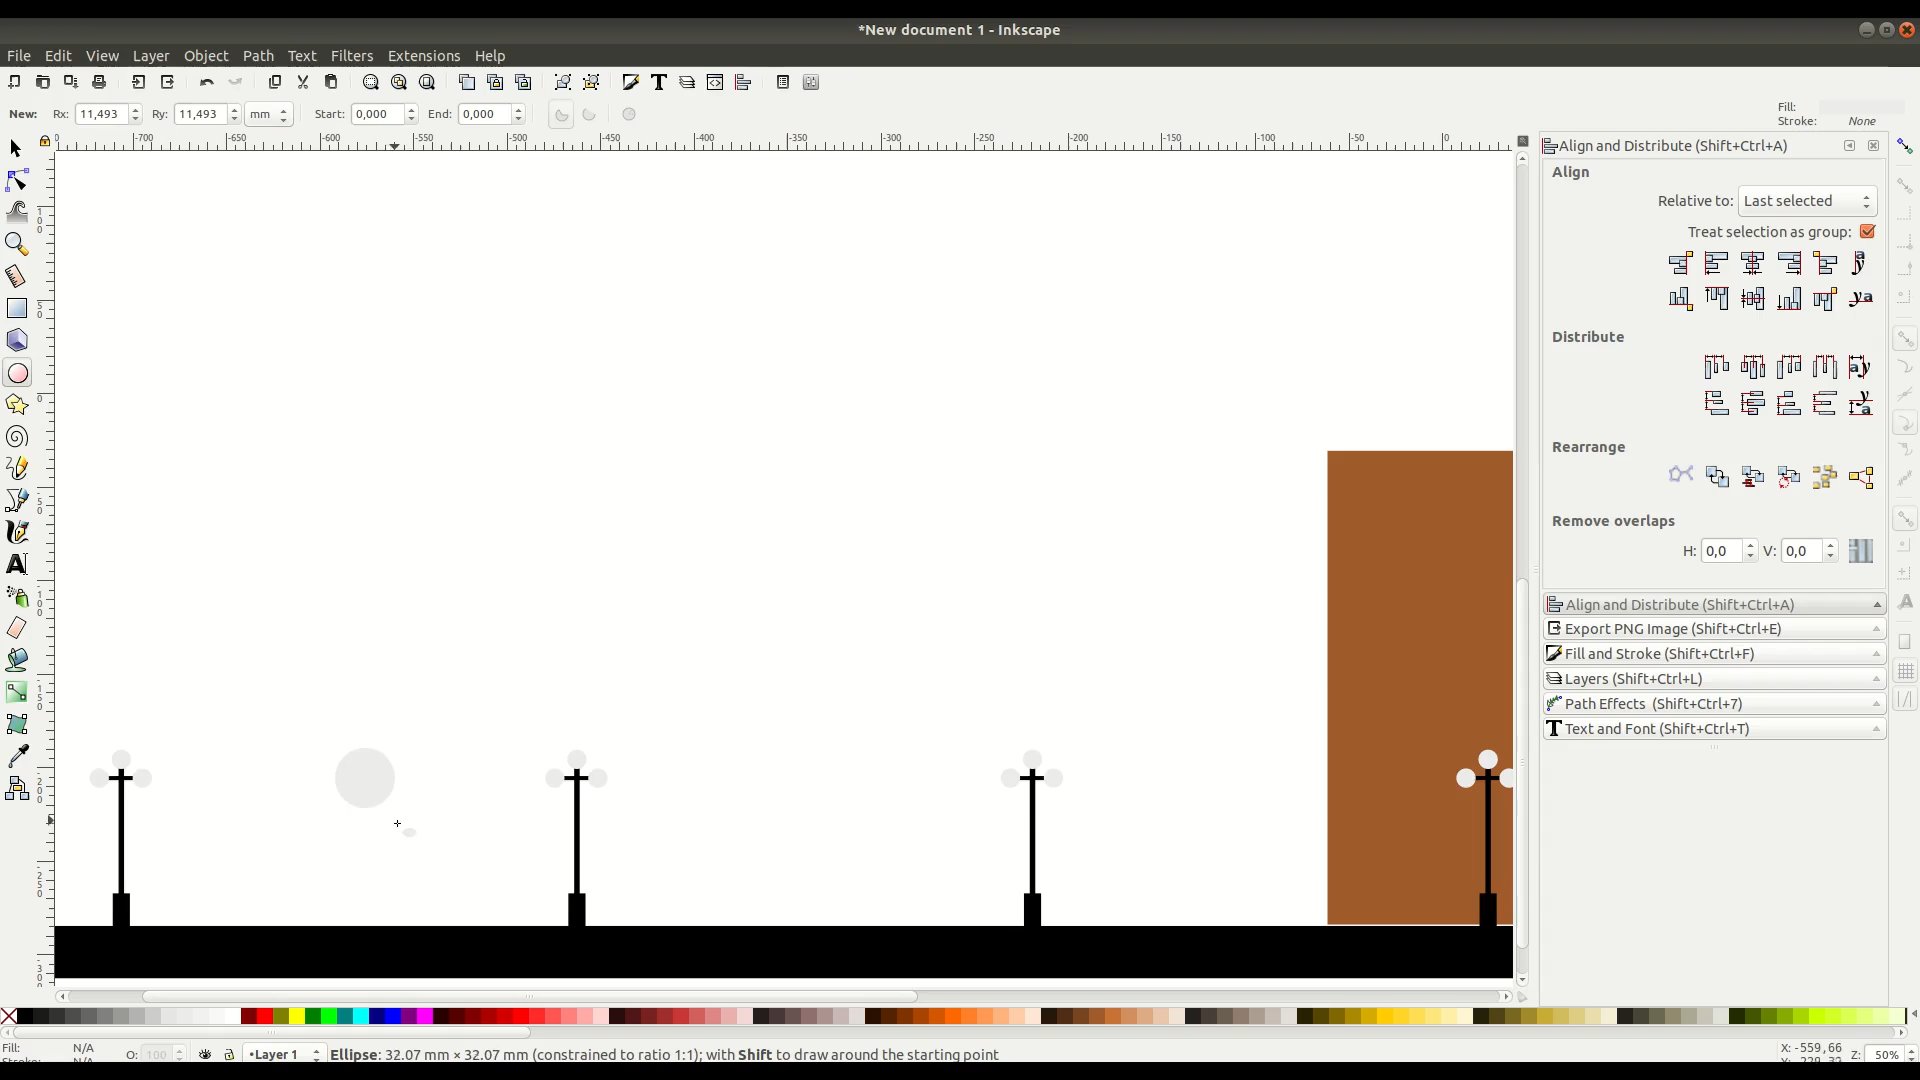 *New document 1 - Inkscape
File Edit View Layer Object Path Text Filters Extensions Help
New: Rx: 11,493 Ry: 11,493 mm Start: 0,000 End: 0,000
Fill:
Stroke: None
-700 -650 -600 -550 -500 -450 -400 -350 -300 -250 -200 -150 -100 -50 0
Align and Distribute (Shift+Ctrl+A)
Align
Relative to: Last selected
Treat selection as group:
Distribute
Rearrange
Remove overlaps
H: 0,0 V: 0,0
Align and Distribute (Shift+Ctrl+A)
Export PNG Image (Shift+Ctrl+E)
Fill and Stroke (Shift+Ctrl+F)
Layers (Shift+Ctrl+L)
Path Effects (Shift+Ctrl+7)
Text and Font (Shift+Ctrl+T)
Fill: N/A O: 100 •Layer 1 Ellipse: 32.07 mm × 32.07 mm (constrained to ratio 1:1); with Shift to draw around the starting point X: -559,66 Z: 50%